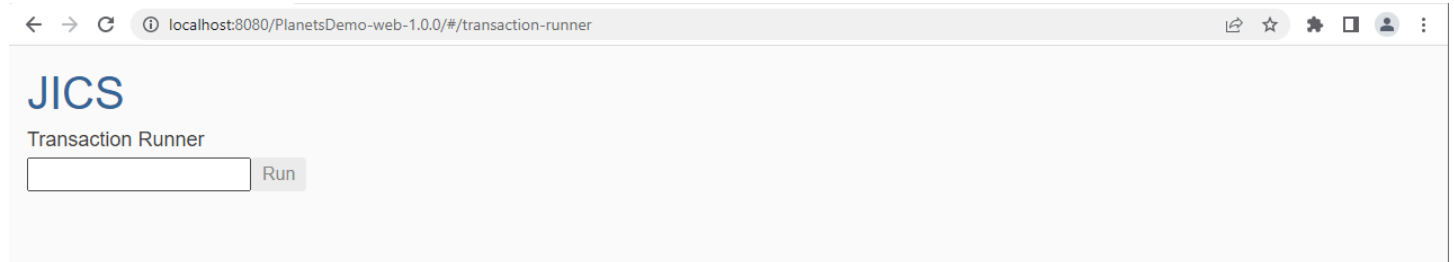 localhost:8080/PlanetsDemo-web-1.0.0/#/transaction-runner
JICS
Transaction Runner
Run